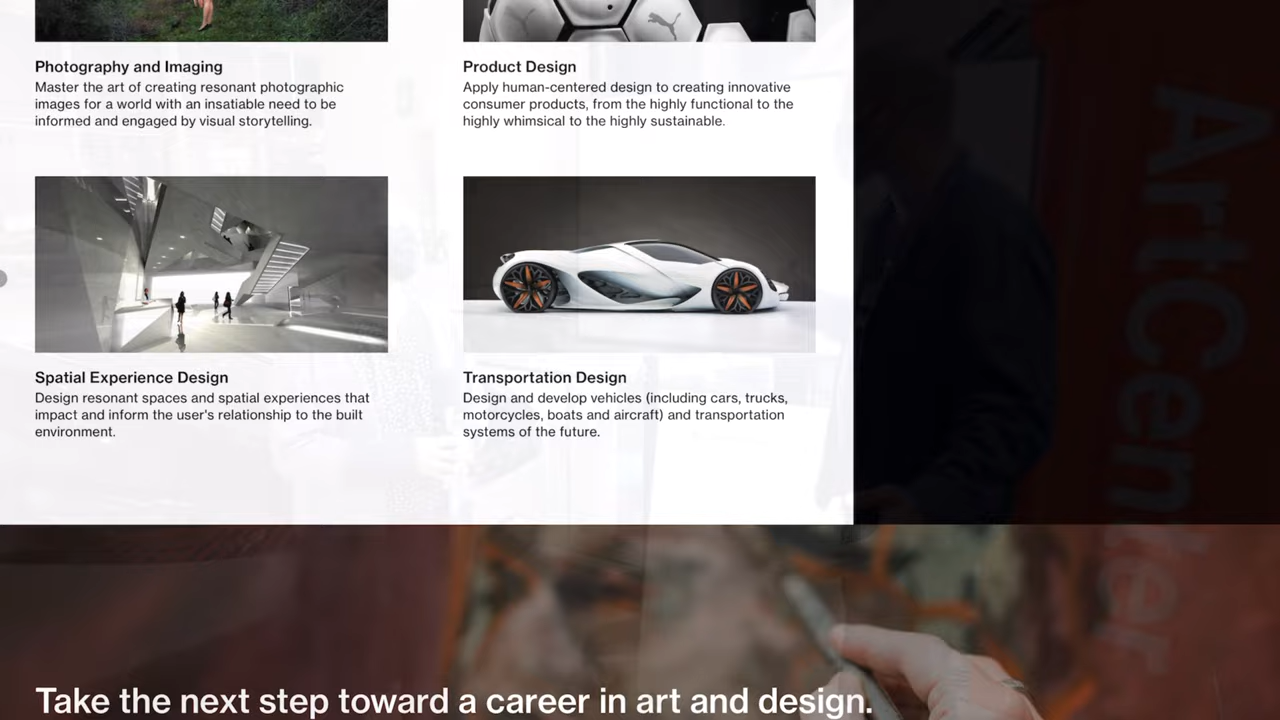 Photography and Imaging
Master the art of creating resonant photographic
images for a world with an insatiable need to be
informed and engaged by visual storytelling.
Product Design
Apply human-centered design to creating innovative
consumer products, from the highly functional to the
highly whimsical to the highly sustainable.
Spatial Experience Design
Design resonant spaces and spatial experiences that
impact and inform the user's relationship to the built
environment.
Transportation Design
Design and develop vehicles (including cars, trucks,
motorcycles, boats and aircraft) and transportation
systems of the future.
ArtCenter
Take the next step toward a career in art and design.